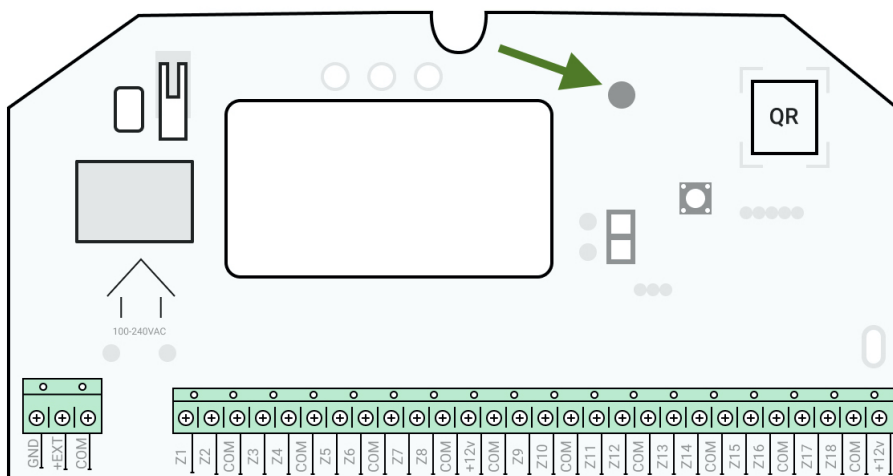 QR
100-240VAC
GND
+EXT
COM
Z1
Z2
COM
Z3
Z4
COM
Z5
Z6
COM
Z7
Z8
COM
+12v
COM
Z9
Z10
COM
Z11
Z12
COM
Z13
Z14
COM
Z15
Z16
COM
Z17
Z18
COM
+12v